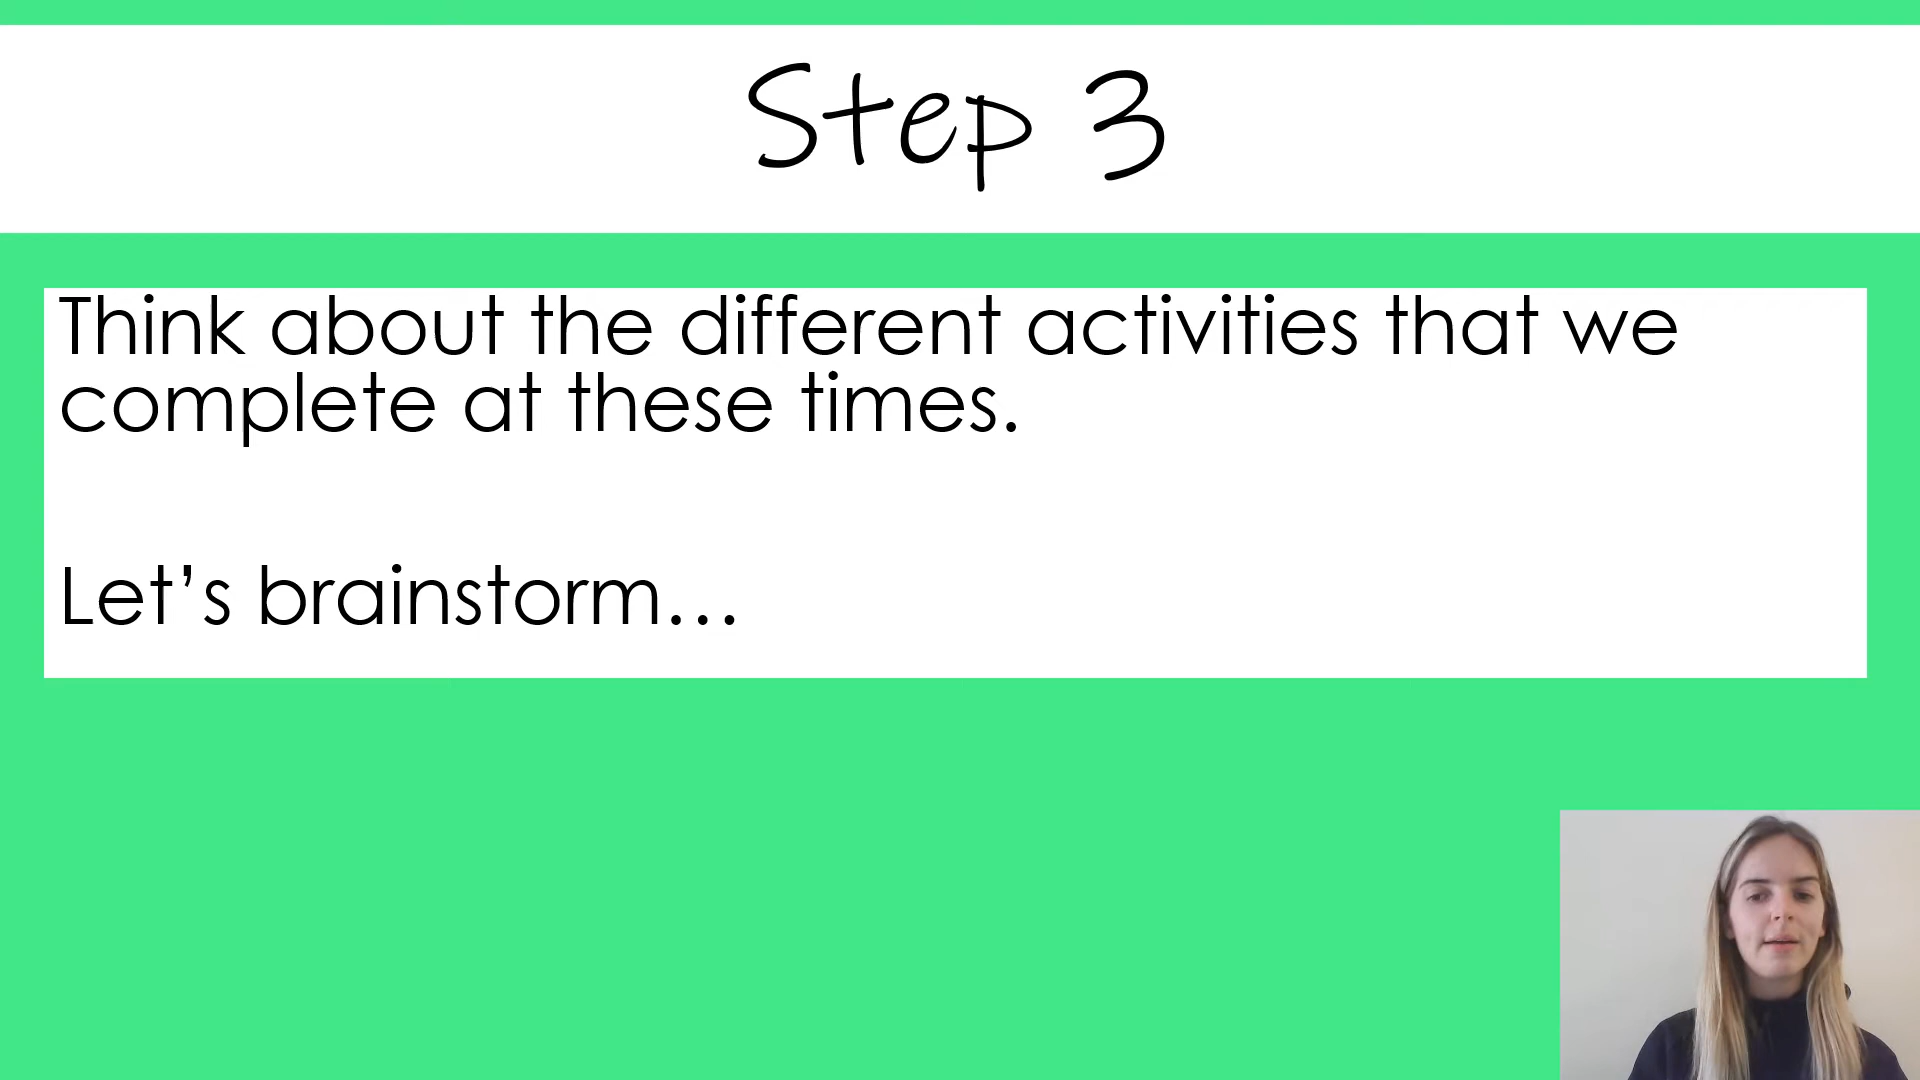 Step 3
Think about the different activities that we
complete at these times.
Let’s brainstorm…